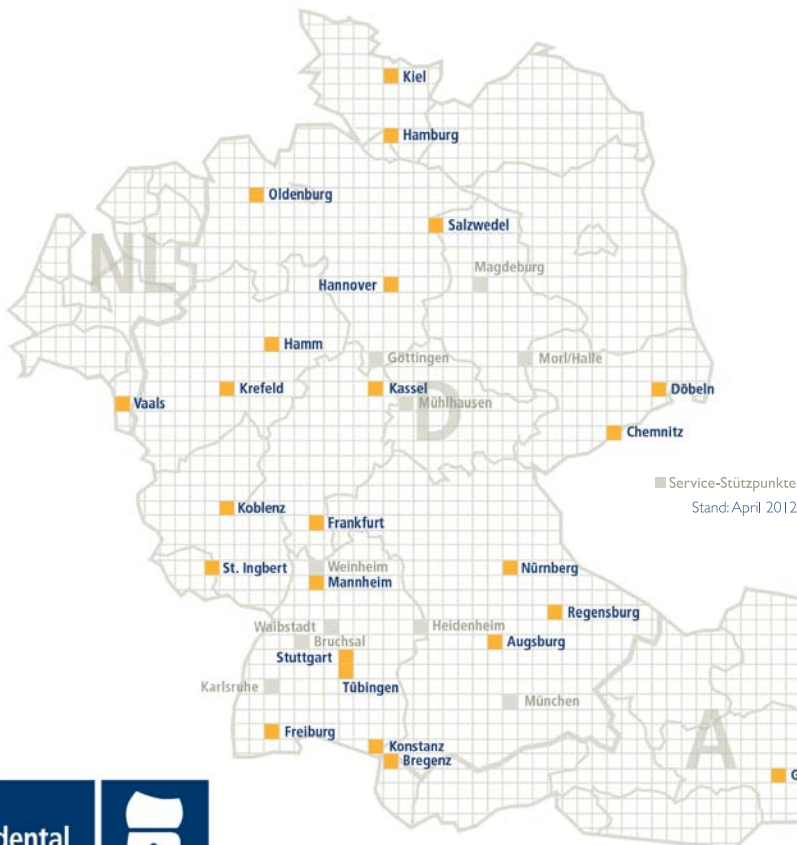 Kiel
Hamburg
Oldenburg
Salzwedel
NL
Magdeburg
Hannover
Hamm
Göttingen
Morl/Halle
Krefeld
Kassel
Döbeln
Vaals
Mühlhausen
D
Chemnitz
Service-Stützpunkte
Stand: April 2012
Koblenz
Frankfurt
St. Ingbert
Weinheim
Nürnberg
Mannheim
Regensburg
Waibstadt
Heidenheim
Bruchsal
Augsburg
Stuttgart
Karlsruhe
Tübingen
München
Freiburg
A
Konstanz
Bregenz
G
dental